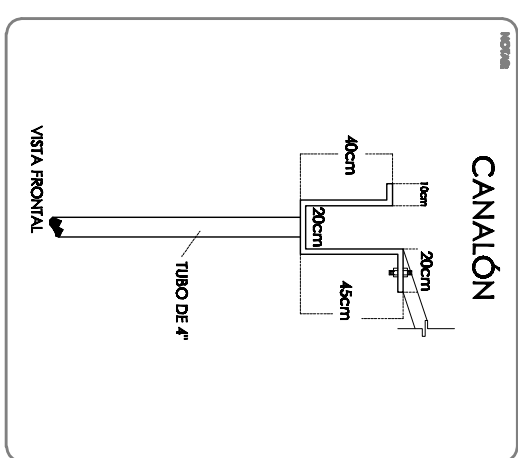 CANALÓN
40cm
10cm
20cm
20cm
45cm
TUBO DE 4"
VISTA FRONTAL